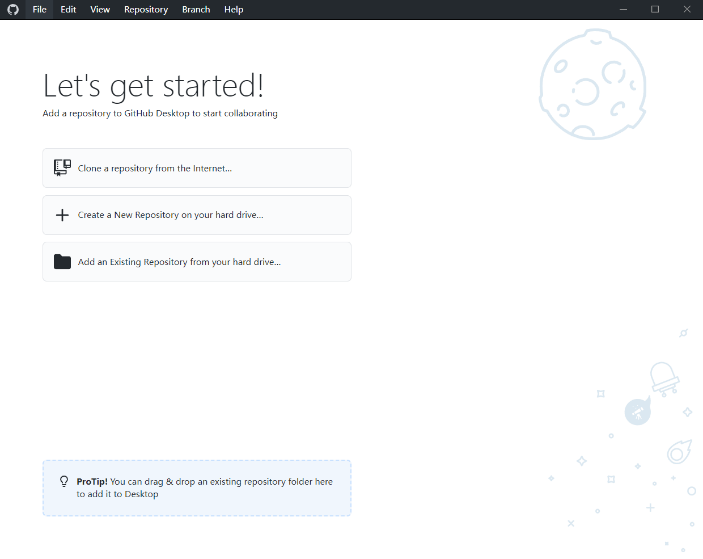 File Edit View Repository Branch Help
Let's get started!
Add a repository to GitHub Desktop to start collaborating
Clone a repository from the Internet...
Create a New Repository on your hard drive...
Add an Existing Repository from your hard drive...
ProTip! You can drag & drop an existing repository folder here
to add it to Desktop